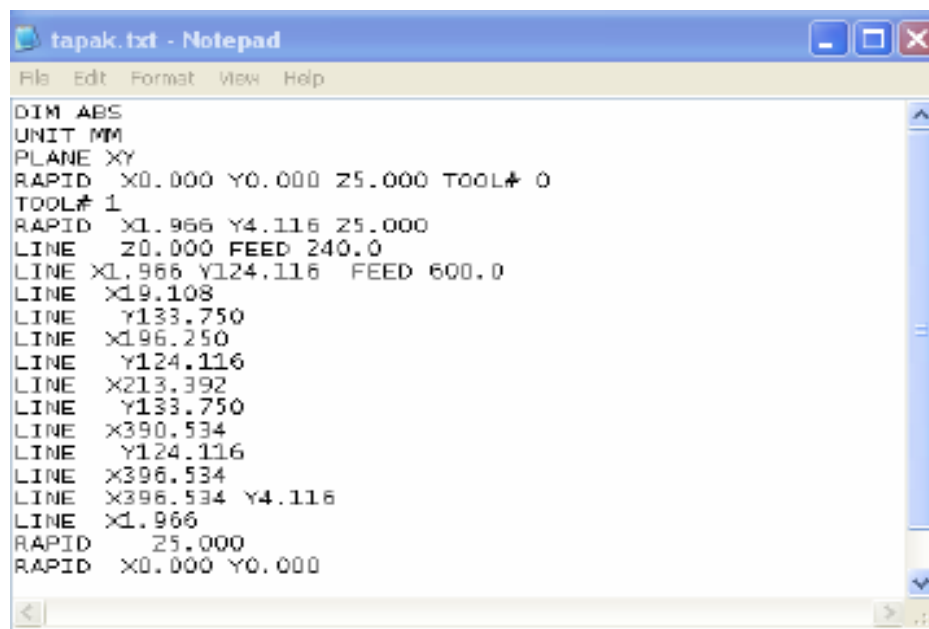 tapak.txt - Notepad
File Edit Format View Help
DIM ABS
UNIT MM
PLANE XY
RAPID X0.000 Y0.000 Z5.000 TOOL# 0
TOOL# 1
RAPID X1.966 Y4.116 Z5.000
LINE Z0.000 FEED 240.0
LINE X1.966 Y124.116 FEED 600.0
LINE X19.108
LINE Y133.750
LINE X196.250
LINE Y124.116
LINE X213.392
LINE Y133.750
LINE X390.534
LINE Y124.116
LINE X396.534
LINE X396.534 Y4.116
LINE X1.966
RAPID Z5.000
RAPID X0.000 Y0.000